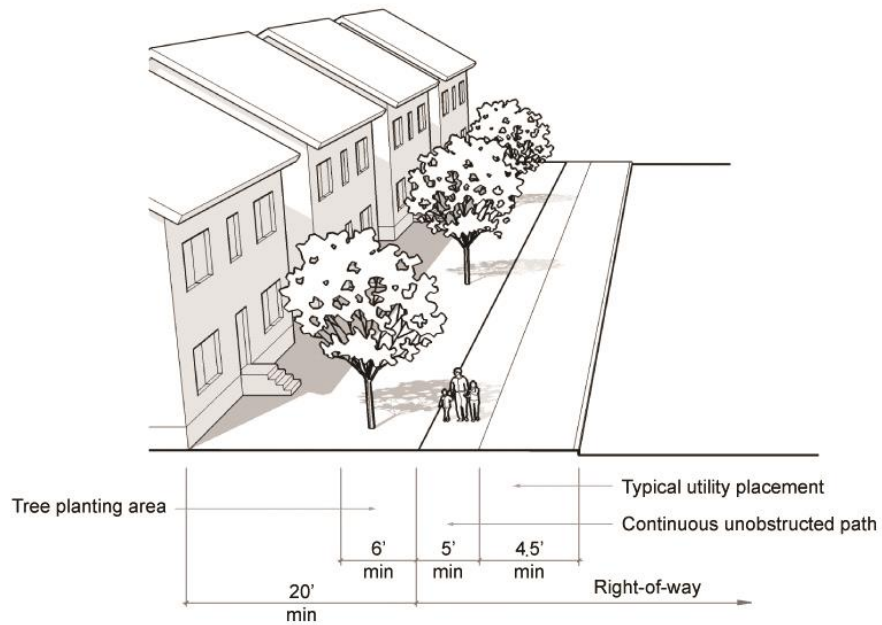 Tree planting area
Typical utility placement
Continuous unobstructed path
6’
min
5’
min
4.5’
min
20’
min
Right-of-way